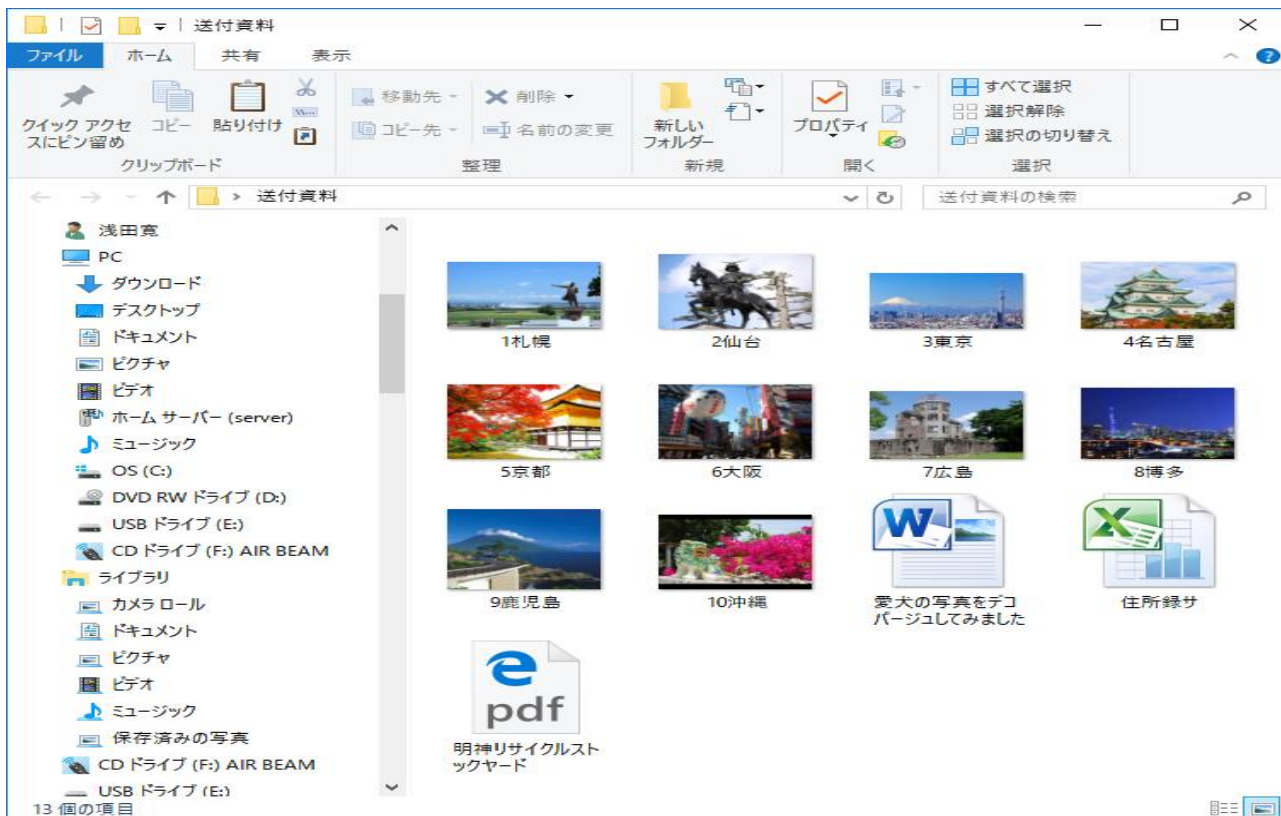 送付資料
ファイル ホーム 共有 表示
クイック アクセ
スにピン留め
コピー
貼り付け
移動先
コピー先
削除
名前の変更
新しい
フォルダー
プロパティ
すべて選択
選択解除
選択の切り替え
クリップボード 整理 新規 開く 選択
送付資料
送付資料の検索
浅田寛
PC
ダウンロード
デスクトップ
ドキュメント
ピクチャ
ビデオ
ホーム サーバー (server)
ミュージック
OS (C:)
DVD RW ドライブ (D:)
USB ドライブ (E:)
CD ドライブ (F:) AIR BEAM
ライブラリ
カメラ ロール
ドキュメント
ピクチャ
ビデオ
ミュージック
保存済みの写真
CD ドライブ (F:) AIR BEAM
USB ドライブ (E:)
1札幌 2仙台 3東京 4名古屋
5京都 6大阪 7広島 8博多
9鹿児島 10沖縄
W
愛犬の写真をデコ
パージュしてみました
X
住所録サ
e
pdf
明神リサイクルスト
ックヤード
13 個の項目